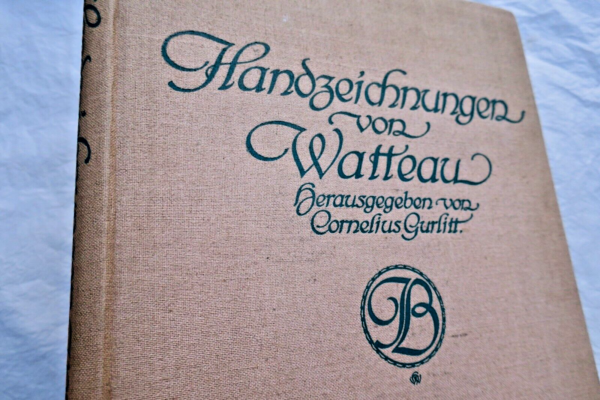 Handzeichnungen
von
Watteau
Herausgegeben von
Cornelius Gurlitt.
B